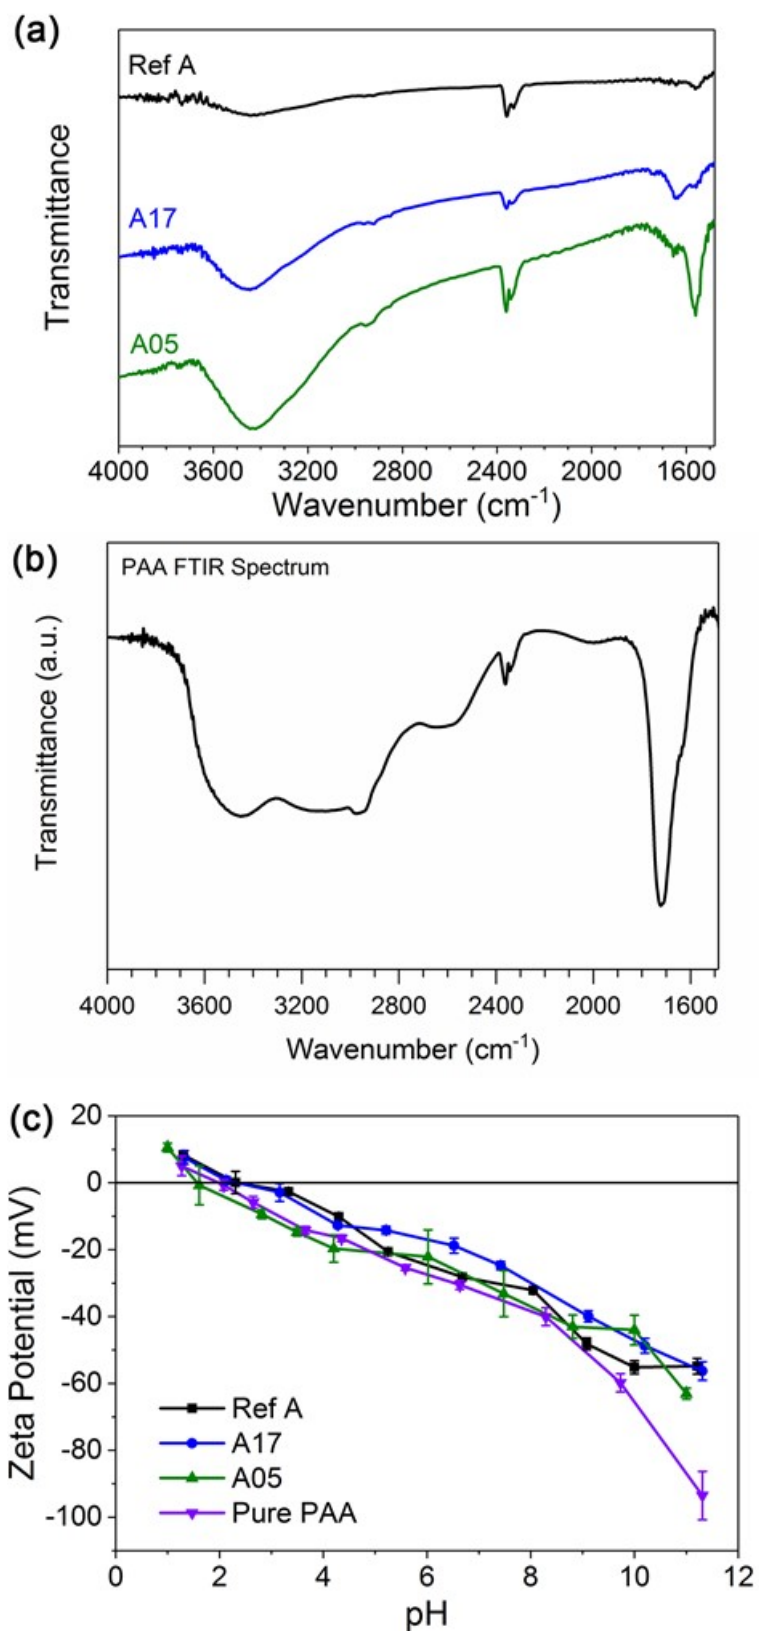 (a)
Ref A
A17
A05
Transmittance
4000 3600 3200 2800 2400 2000 1600
Wavenumber (cm⁻¹)
(b)
PAA FTIR Spectrum
Transmittance (a.u.)
4000 3600 3200 2800 2400 2000 1600
Wavenumber (cm⁻¹)
(c)
20
0
-20
-40
-60
-80
-100
Zeta Potential (mV)
Ref A
A17
A05
Pure PAA
0 2 4 6 8 10 12
pH